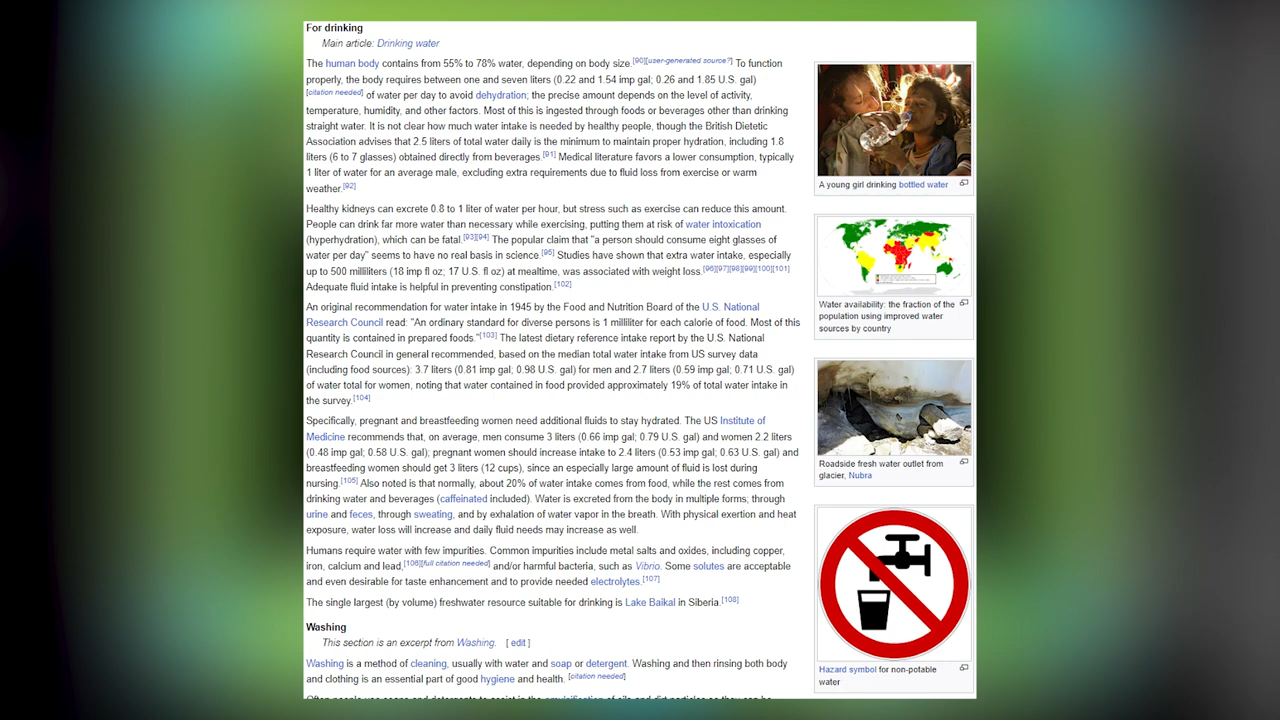 For drinking
Main article: Drinking water
The human body contains from 55% to 78% water, depending on body size.[90][user-generated source?] To function
properly, the body requires between one and seven liters (0.22 and 1.54 imp gal; 0.26 and 1.85 U.S. gal)
[citation needed] of water per day to avoid dehydration; the precise amount depends on the level of activity,
temperature, humidity, and other factors. Most of this is ingested through foods or beverages other than drinking
straight water. It is not clear how much water intake is needed by healthy people, though the British Dietetic
Association advises that 2.5 liters of total water daily is the minimum to maintain proper hydration, including 1.8
liters (6 to 7 glasses) obtained directly from beverages.[91] Medical literature favors a lower consumption, typically
1 liter of water for an average male, excluding extra requirements due to fluid loss from exercise or warm
weather.[92]
Healthy kidneys can excrete 0.8 to 1 liter of water per hour, but stress such as exercise can reduce this amount.
People can drink far more water than necessary while exercising, putting them at risk of water intoxication
(hyperhydration), which can be fatal.[93][94] The popular claim that "a person should consume eight glasses of
water per day" seems to have no real basis in science.[95] Studies have shown that extra water intake, especially
up to 500 milliliters (18 imp fl oz; 17 U.S. fl oz) at mealtime, was associated with weight loss.[96][97][98][99][100][101]
Adequate fluid intake is helpful in preventing constipation.[102]
An original recommendation for water intake in 1945 by the Food and Nutrition Board of the U.S. National
Research Council read: "An ordinary standard for diverse persons is 1 milliliter for each calorie of food. Most of this
quantity is contained in prepared foods."[103] The latest dietary reference intake report by the U.S. National
Research Council in general recommended, based on the median total water intake from US survey data
(including food sources): 3.7 liters (0.81 imp gal; 0.98 U.S. gal) for men and 2.7 liters (0.59 imp gal; 0.71 U.S. gal)
of water total for women, noting that water contained in food provided approximately 19% of total water intake in
the survey.[104]
Specifically, pregnant and breastfeeding women need additional fluids to stay hydrated. The US Institute of
Medicine recommends that, on average, men consume 3 liters (0.66 imp gal; 0.79 U.S. gal) and women 2.2 liters
(0.48 imp gal; 0.58 U.S. gal); pregnant women should increase intake to 2.4 liters (0.53 imp gal; 0.63 U.S. gal) and
breastfeeding women should get 3 liters (12 cups), since an especially large amount of fluid is lost during
nursing.[105] Also noted is that normally, about 20% of water intake comes from food, while the rest comes from
drinking water and beverages (caffeinated included). Water is excreted from the body in multiple forms; through
urine and feces, through sweating, and by exhalation of water vapor in the breath. With physical exertion and heat
exposure, water loss will increase and daily fluid needs may increase as well.
Humans require water with few impurities. Common impurities include metal salts and oxides, including copper,
iron, calcium and lead,[106][full citation needed] and/or harmful bacteria, such as Vibrio. Some solutes are acceptable
and even desirable for taste enhancement and to provide needed electrolytes.[107]
The single largest (by volume) freshwater resource suitable for drinking is Lake Baikal in Siberia.[108]
Washing
This section is an excerpt from Washing. [ edit ]
Washing is a method of cleaning, usually with water and soap or detergent. Washing and then rinsing both body
and clothing is an essential part of good hygiene and health. [citation needed]
Often people use soaps and detergents to assist in the emulsification of oils and dirt particles so they can be
A young girl drinking bottled water
Water availability: the fraction of the
population using improved water
sources by country
Roadside fresh water outlet from
glacier, Nubra
Hazard symbol for non-potable
water